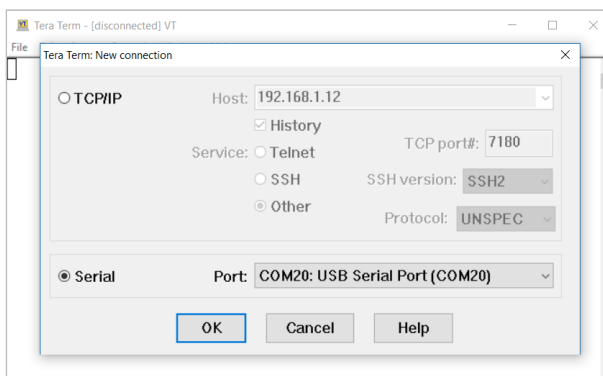 Tera Term - [disconnected] VT
File
Tera Term: New connection
TCP/IP Host: 192.168.1.12
History
Service: Telnet TCP port#: 7180
SSH SSH version: SSH2
Other Protocol: UNSPEC
Serial Port: COM20: USB Serial Port (COM20)
OK Cancel Help